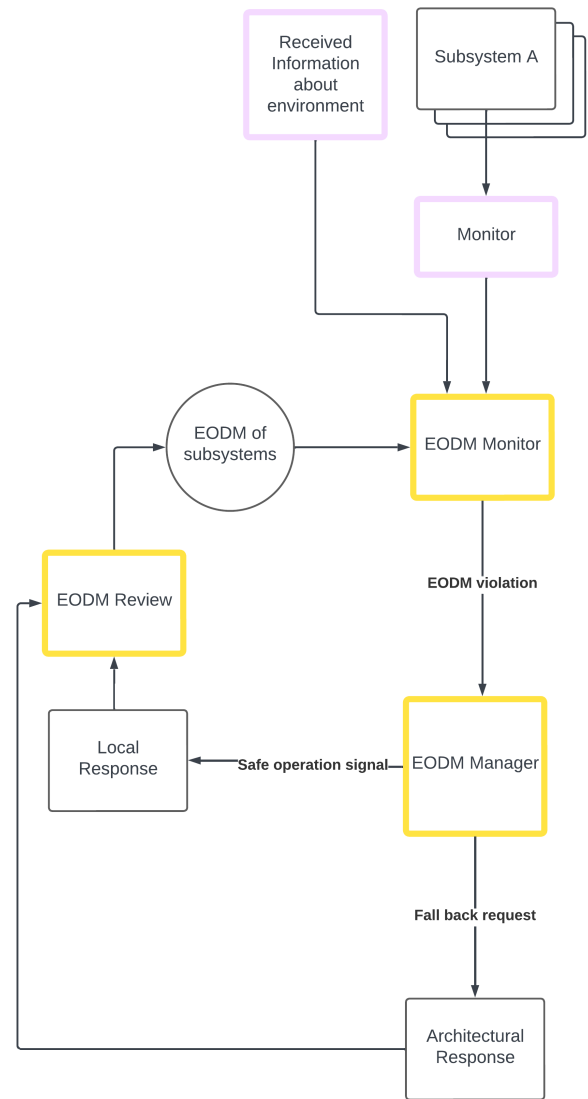 Received
Information
about
environment
Subsystem A
Monitor
EODM of
subsystems
EODM Monitor
EODM violation
EODM Review
Local
Response
Safe operation signal
EODM Manager
Fall back request
Architectural
Response